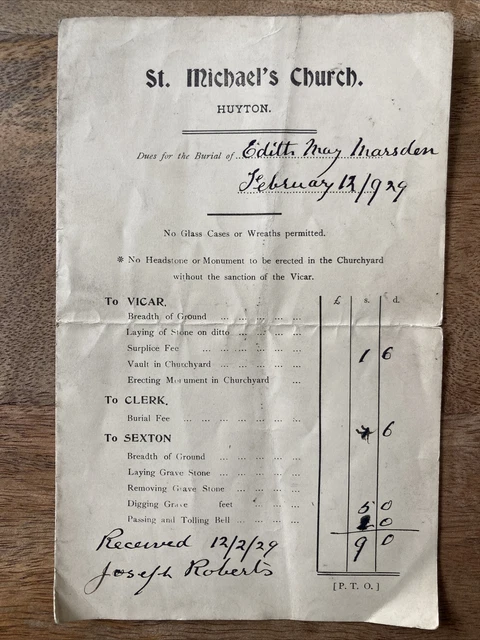 St. Michael's Church.
HUYTON.
Dues for the Burial of Edith May Marsden
February 12/1929
No Glass Cases or Wreaths permitted.
* No Headstone or Monument to be erected in the Churchyard
without the sanction of the Vicar.
£ s. d.
To VICAR.
Breadth of Ground ... ... ... ...
Laying of Stone on ditto ... ... ... ...
Surplice Fee ... ... ... ... ... 1 6
Vault in Churchyard ... ... ... ...
Erecting Monument in Churchyard ...
To CLERK.
Burial Fee ... ... ... ... ... ... 6
To SEXTON
Breadth of Ground ... ... ... ...
Laying Grave Stone ... ... ... ...
Removing Grave Stone ... ... ...
Digging Grave feet ... ... ... 5 0
Passing and Tolling Bell ... ... ... ... 0
9 0
Received 12/2/29
Joseph Roberts
[P. T. O.]